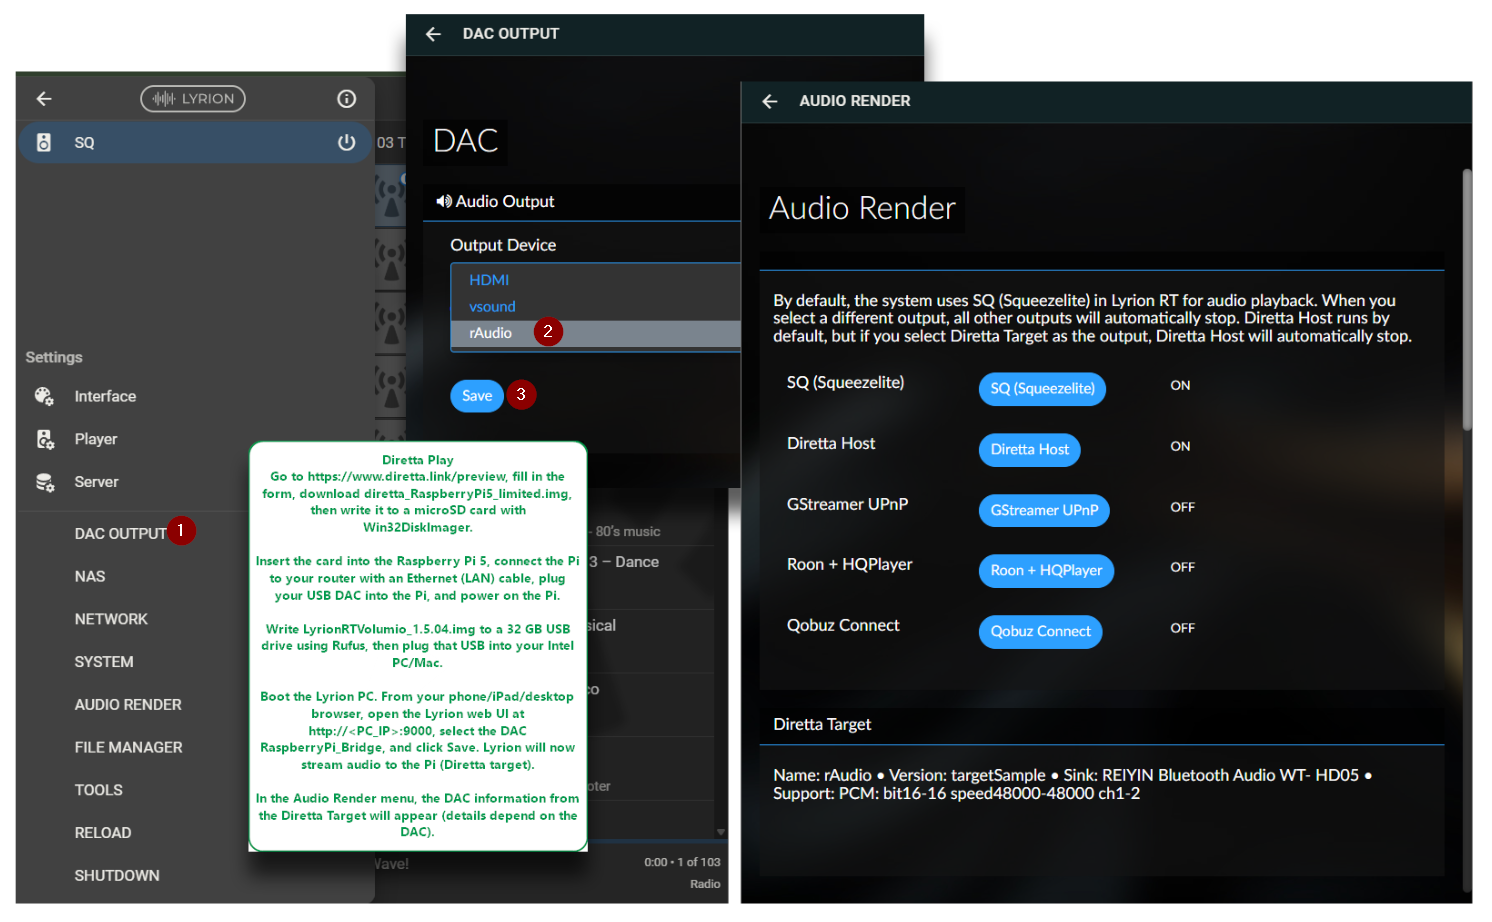 DAC OUTPUT
DAC
Audio Output
Output Device
HDMI
vsound
rAudio
2
Save
3
LYRION
SQ
03 T
Settings
Interface
Player
Server
DAC OUTPUT
1
NAS
NETWORK
SYSTEM
AUDIO RENDER
FILE MANAGER
TOOLS
RELOAD
SHUTDOWN
Diretta Play
Go to https://www.diretta.link/preview, fill in the
form, download diretta_RaspberryPi5_limited.img,
then write it to a microSD card with
Win32DiskImager.
Insert the card into the Raspberry Pi 5, connect the Pi
to your router with an Ethernet (LAN) cable, plug
your USB DAC into the Pi, and power on the Pi.
Write LyrionRTVolumio_1.5.04.img to a 32 GB USB
drive using Rufus, then plug that USB into your Intel
PC/Mac.
Boot the Lyrion PC. From your phone/iPad/desktop
browser, open the Lyrion web UI at
http://<PC_IP>:9000, select the DAC
RaspberryPi_Bridge, and click Save. Lyrion will now
stream audio to the Pi (Diretta target).
In the Audio Render menu, the DAC information from
the Diretta Target will appear (details depend on the
DAC).
- 80's music
3 – Dance
sical
co
oter
Wave!
0:00 • 1 of 103
Radio
AUDIO RENDER
Audio Render
By default, the system uses SQ (Squeezelite) in Lyrion RT for audio playback. When you
select a different output, all other outputs will automatically stop. Diretta Host runs by
default, but if you select Diretta Target as the output, Diretta Host will automatically stop.
SQ (Squeezelite) SQ (Squeezelite) ON
Diretta Host Diretta Host ON
GStreamer UPnP GStreamer UPnP OFF
Roon + HQPlayer Roon + HQPlayer OFF
Qobuz Connect Qobuz Connect OFF
Diretta Target
Name: rAudio • Version: targetSample • Sink: REIYIN Bluetooth Audio WT- HD05 •
Support: PCM: bit16-16 speed48000-48000 ch1-2